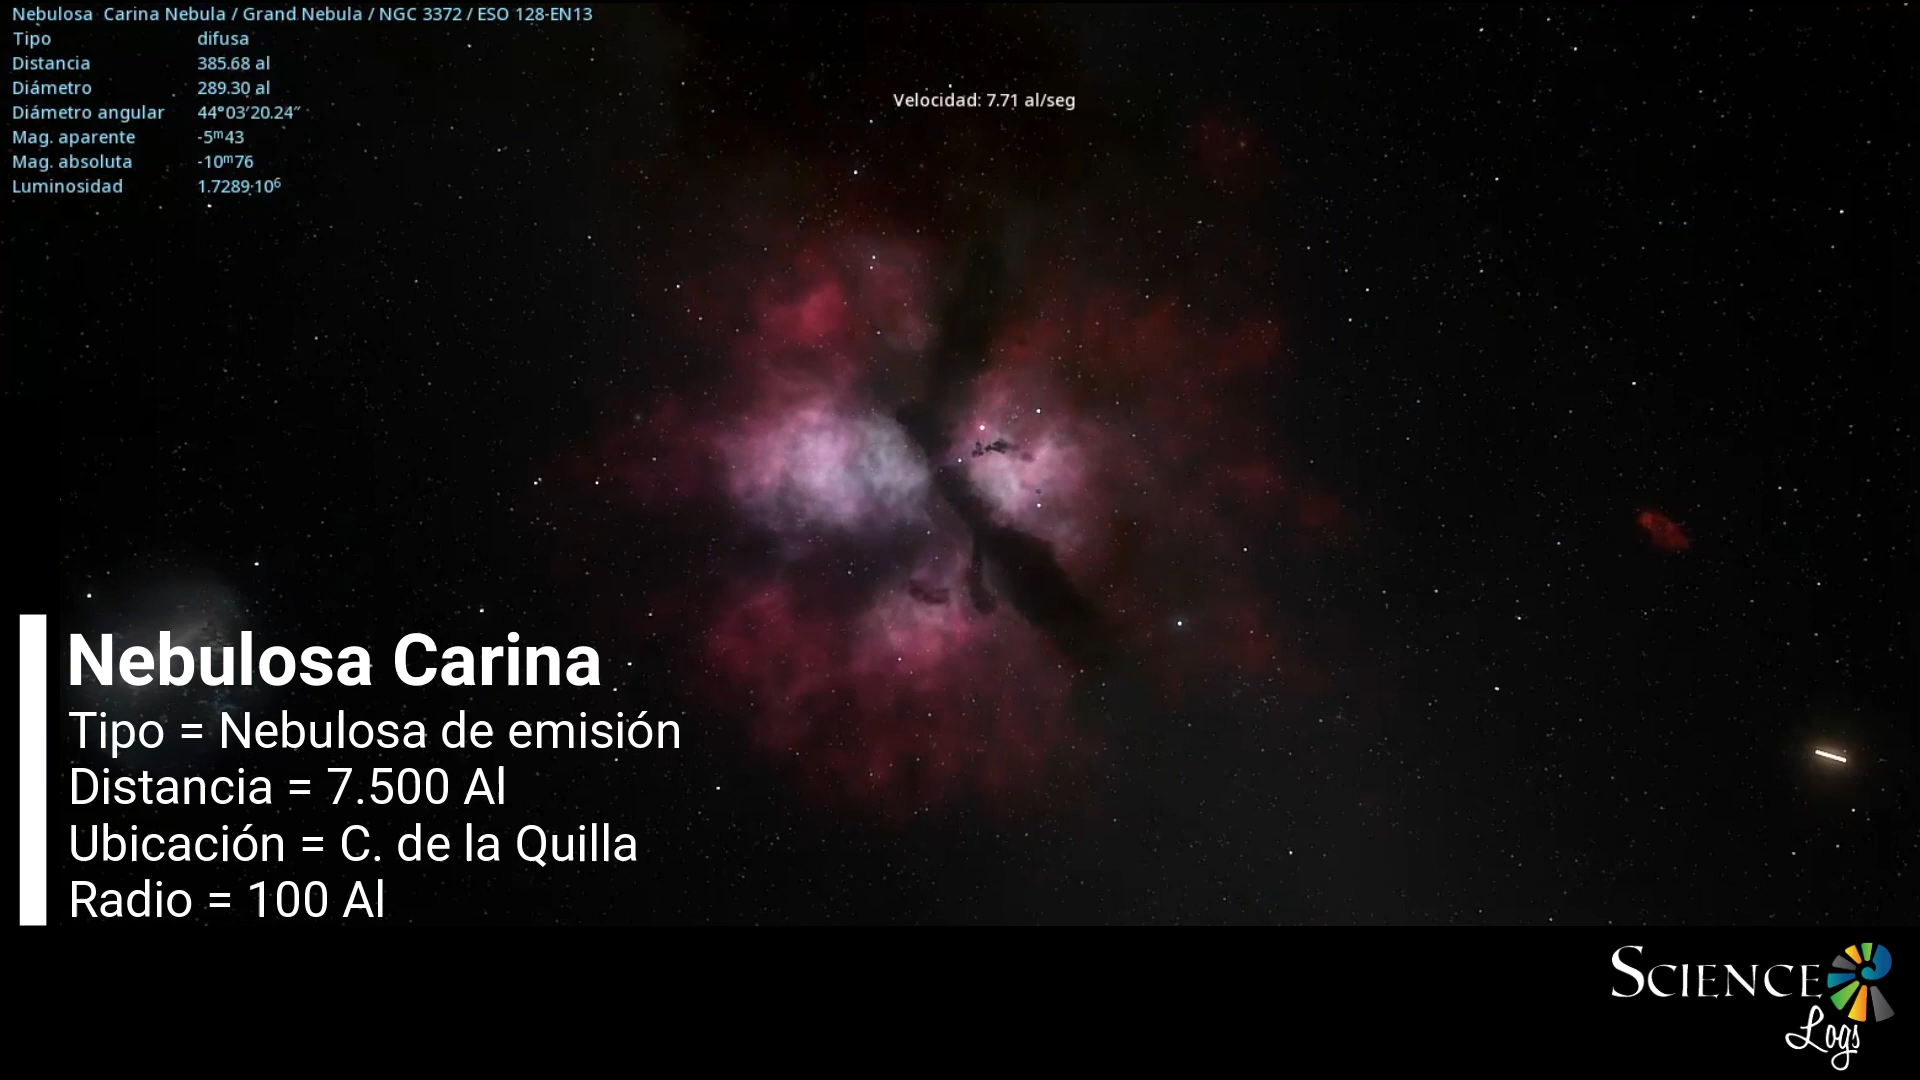 Nebulosa Carina Nebula / Grand Nebula / NGC 3372 / ESO 128-EN13
Tipo difusa
Distancia 385.68 al
Diámetro 289.30 al
Diámetro angular 44°03′20.24″
Mag. aparente -5ᵐ43
Mag. absoluta -10ᵐ76
Luminosidad 1.7289·10⁶
Velocidad: 7.71 al/seg
Nebulosa Carina
Tipo = Nebulosa de emisión
Distancia = 7.500 Al
Ubicación = C. de la Quilla
Radio = 100 Al
SCIENCE
Logs